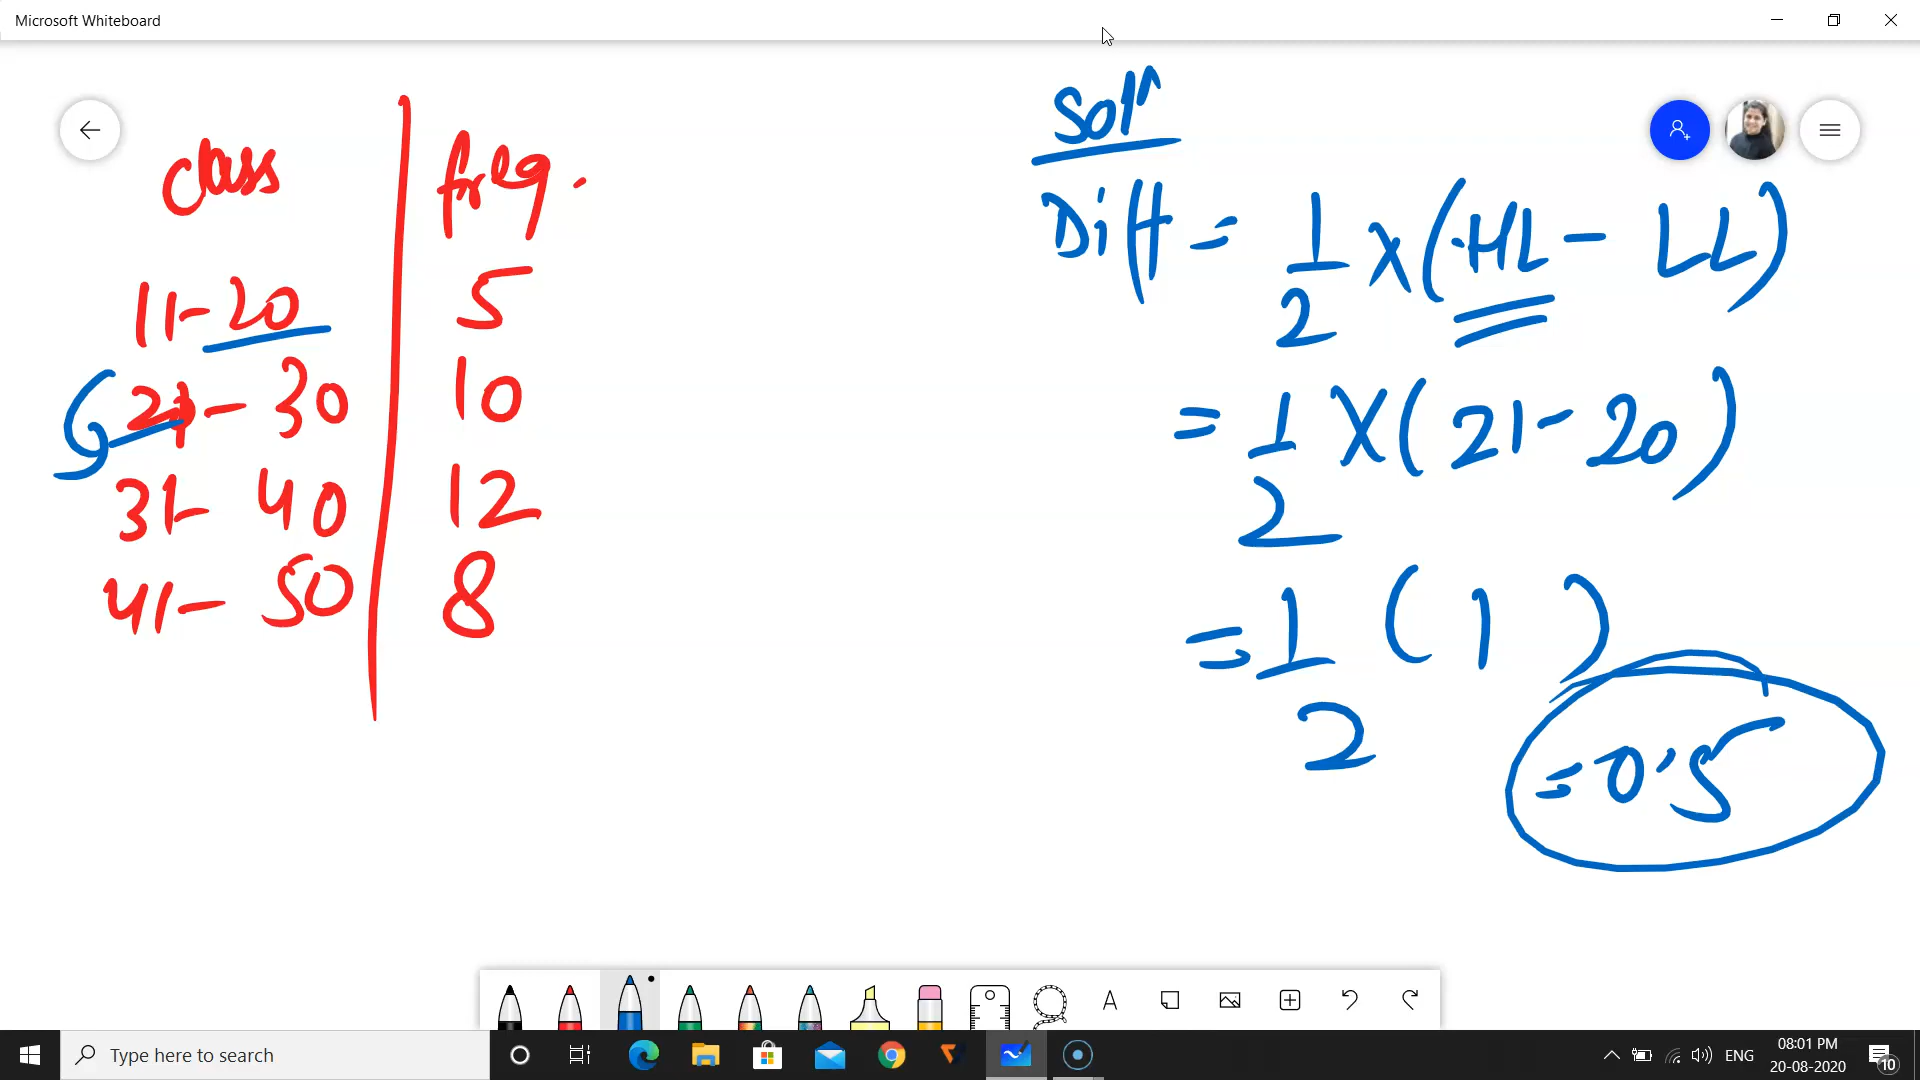 Microsoft Whiteboard
class freq.
11-20 5
21-30 10
31-40 12
41-50 8
Solⁿ
Diff = 1/2 × (HL - LL)
= 1/2 × (21-20)
= 1/2 (1)
= 0.5
A
Type here to search
ENG
08:01 PM
20-08-2020
10